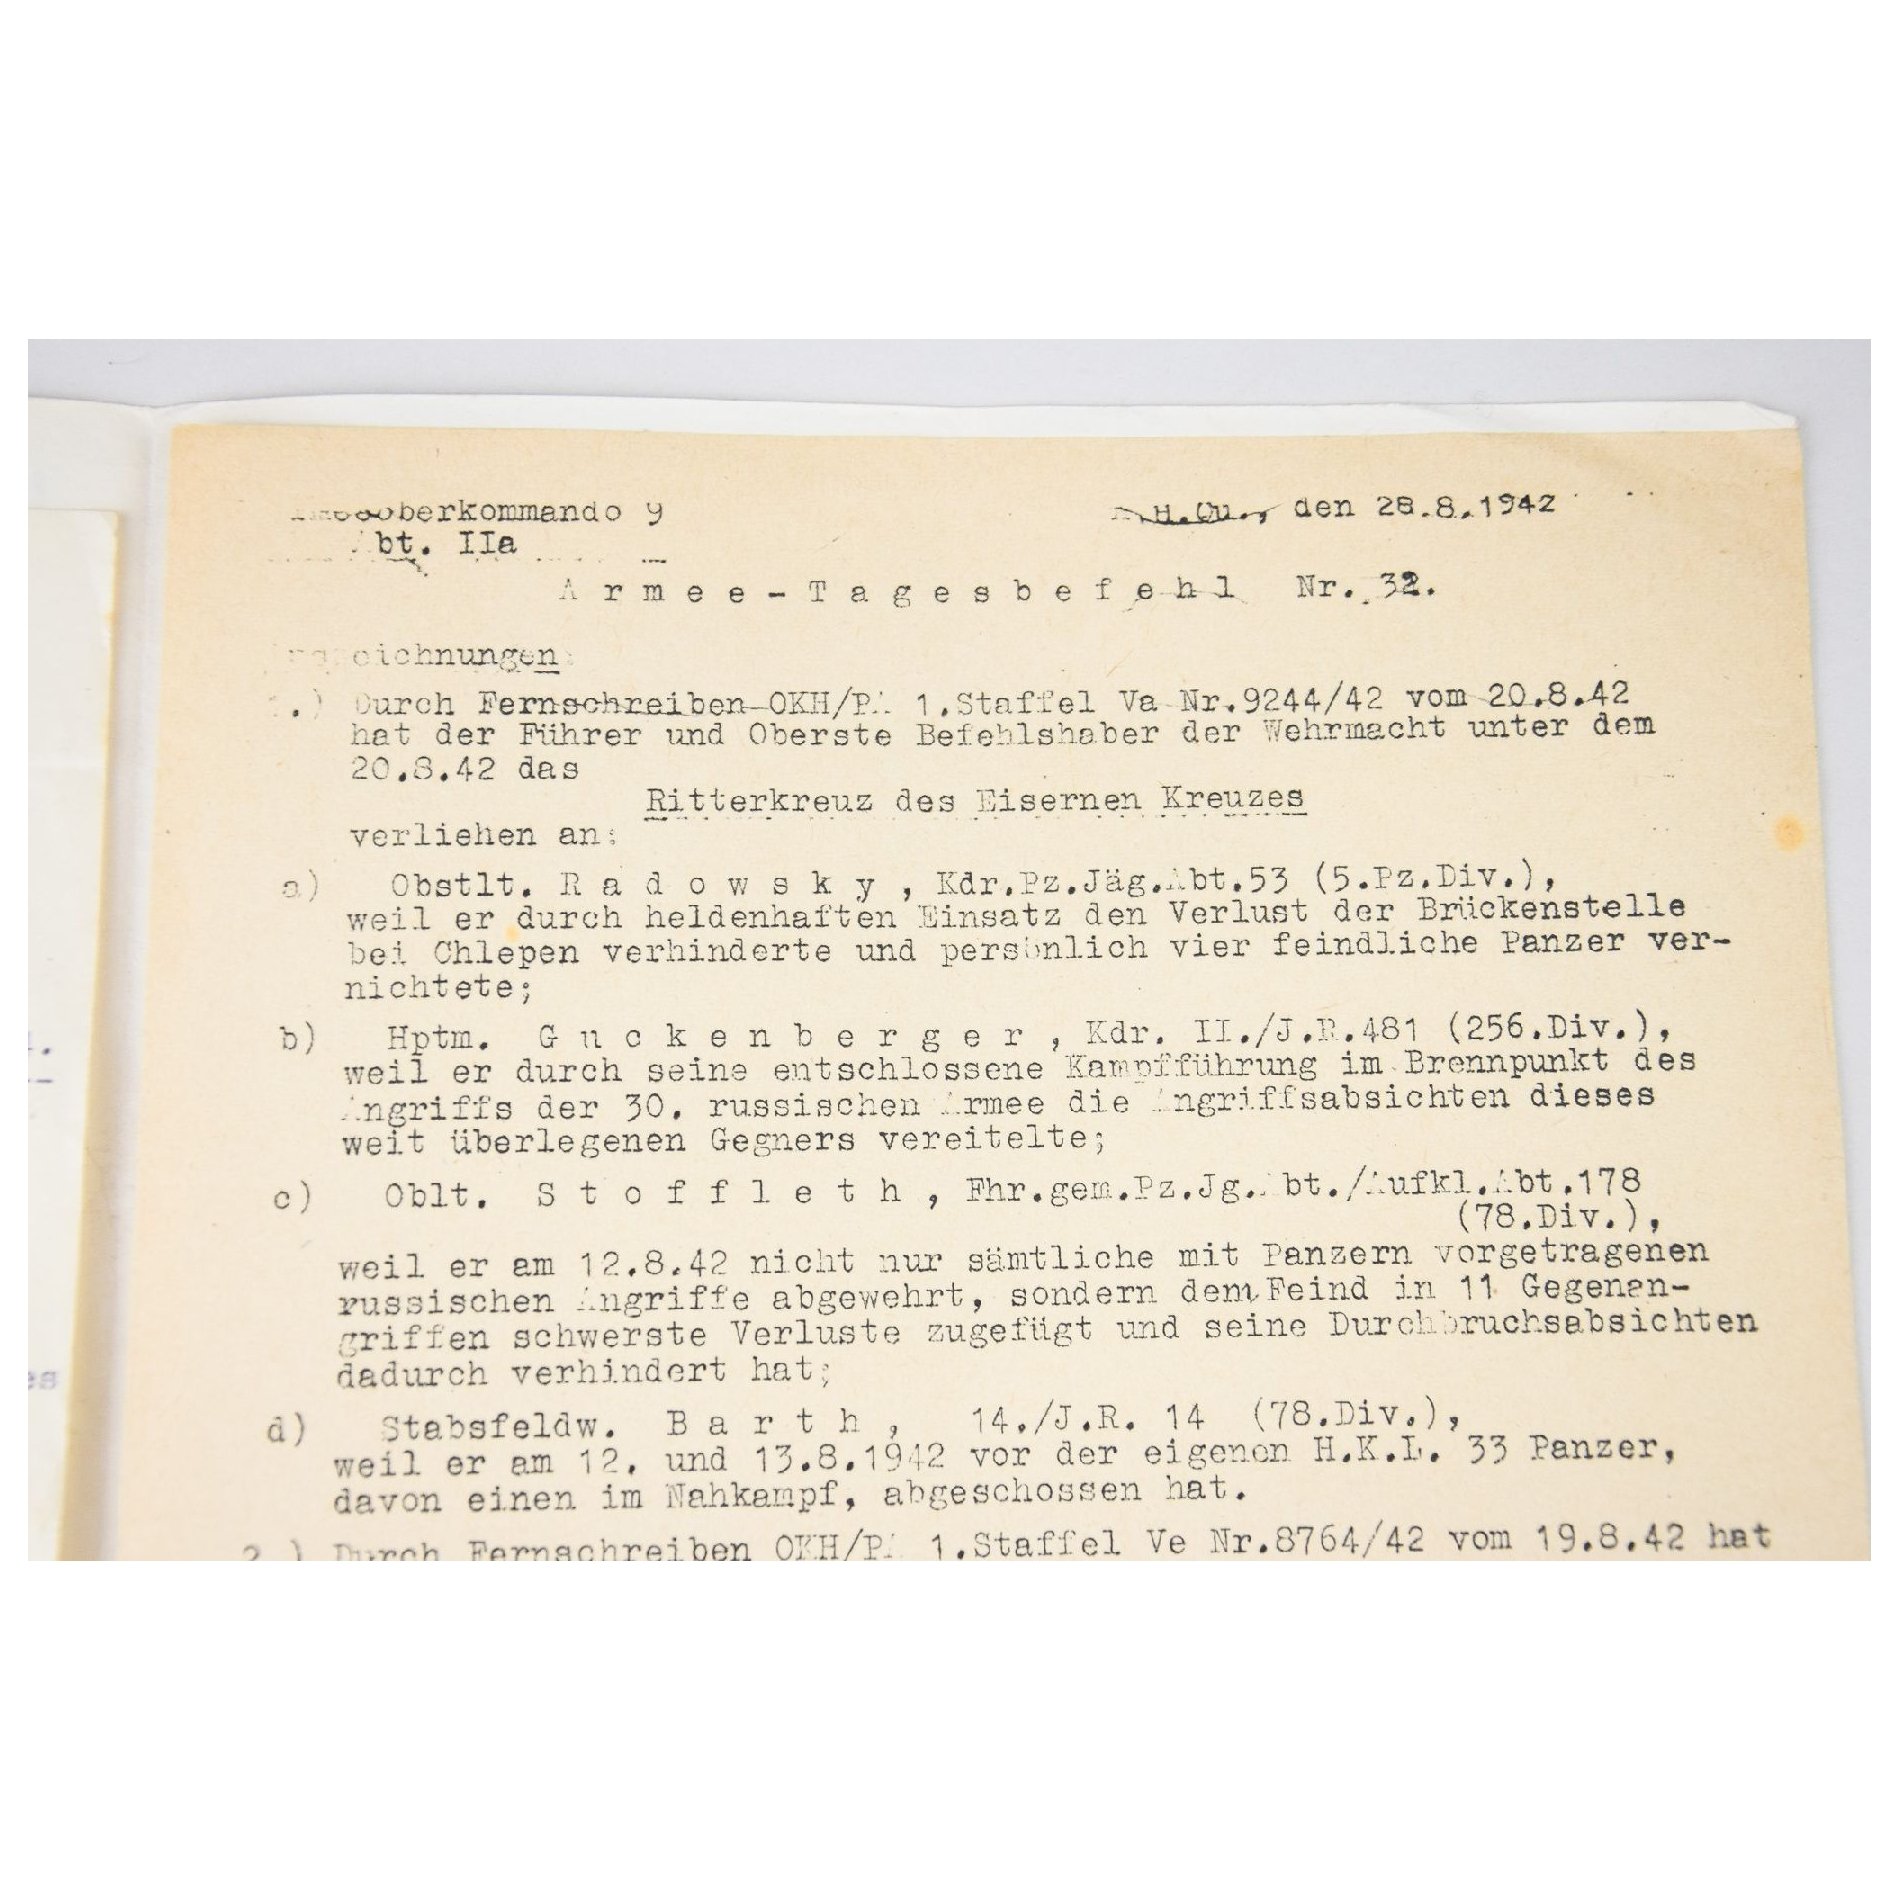 Armeeoberkommando 9
Abt. IIa
A.H.Qu., den 28.8.1942
Armee-Tagesbefehl Nr. 32.
Auszeichnungen:
1.) Durch Fernschreiben OKH/PA 1.Staffel Va Nr.9244/42 vom 20.8.42
hat der Führer und Oberste Befehlshaber der Wehrmacht unter dem
20.8.42 das
Ritterkreuz des Eisernen Kreuzes
verliehen an:
a) Obstlt. Radowsky, Kdr.Pz.Jäg.Abt.53 (5.Pz.Div.),
weil er durch heldenhaften Einsatz den Verlust der Brückenstelle
bei Chlepen verhinderte und persönlich vier feindliche Panzer ver-
nichtete;
b) Hptm. Guckenberger, Kdr. II./J.R.481 (256.Div.),
weil er durch seine entschlossene Kampfführung im Brennpunkt des
Angriffs der 30. russischen Armee die Angriffsabsichten dieses
weit überlegenen Gegners vereitelte;
c) Oblt. Stoffleth, Fhr.gem.Pz.Jg.Abt./Aufkl.Abt.178
(78.Div.),
weil er am 12.8.42 nicht nur sämtliche mit Panzern vorgetragenen
russischen Angriffe abgewehrt, sondern dem Feind in 11 Gegenan-
griffen schwerste Verluste zugefügt und seine Durchbruchsabsichten
dadurch verhindert hat;
d) Stabsfeldw. Barth, 14./J.R. 14 (78.Div.),
weil er am 12. und 13.8.1942 vor der eigenen H.K.L. 33 Panzer,
davon einen im Nahkampf, abgeschossen hat.
2.) Durch Fernschreiben OKH/PA 1.Staffel Ve Nr.8764/42 vom 19.8.42 hat